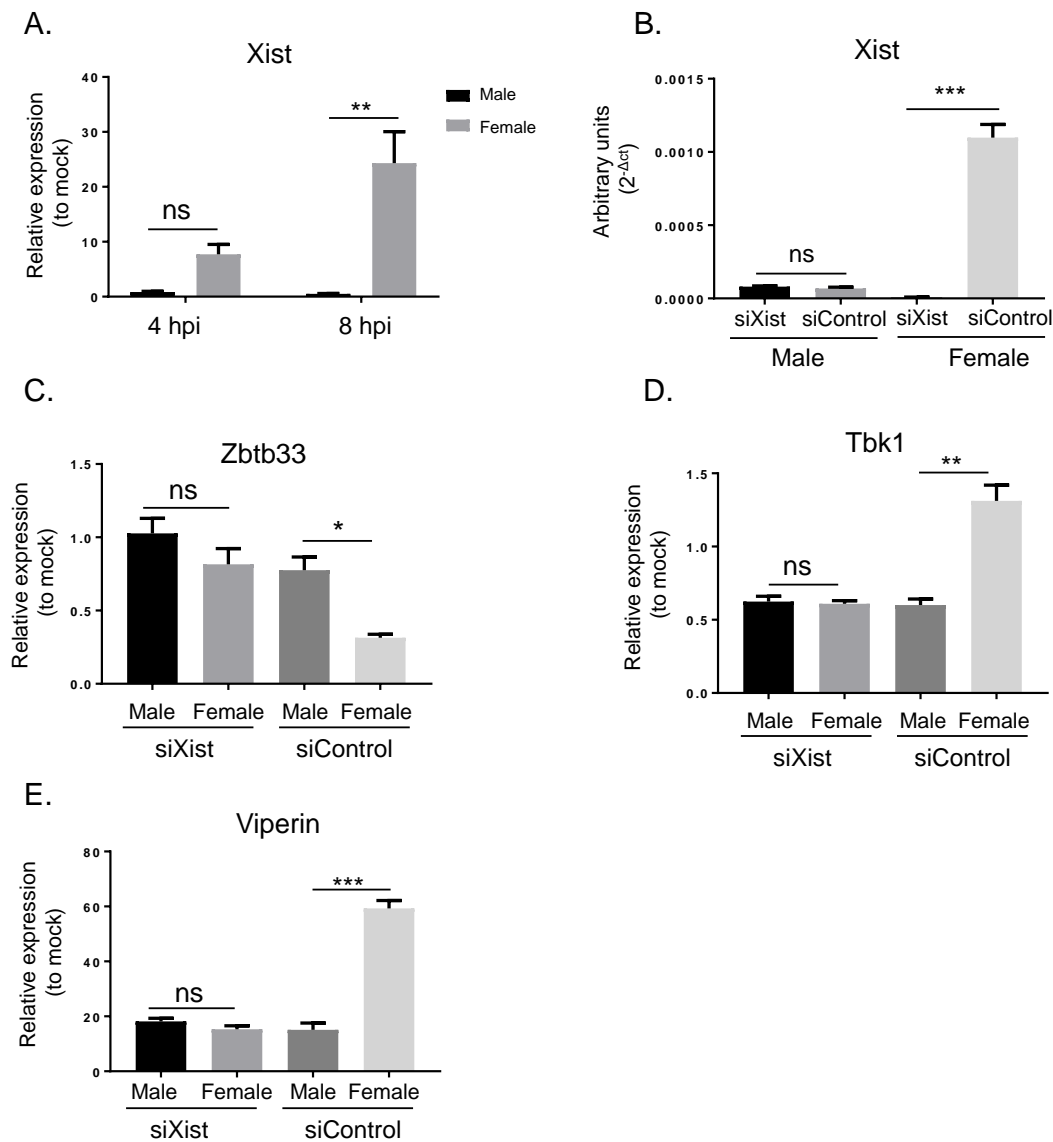 A.
Xist
Relative expression
(to mock)
40
30
20
10
0
ns
**
4 hpi
8 hpi
Male
Female
B.
Xist
Arbitrary units
(2-Δct)
0.0015
0.0010
0.0005
0.0000
ns
***
siXist siControl siXist siControl
Male Female
C.
Zbtb33
Relative expression
(to mock)
1.5
1.0
0.5
0.0
ns
*
Male Female Male Female
siXist siControl
D.
Tbk1
Relative expression
(to mock)
1.5
1.0
0.5
0.0
ns
**
Male Female Male Female
siXist siControl
E.
Viperin
Relative expression
(to mock)
80
60
40
20
0
ns
***
Male Female Male Female
siXist siControl